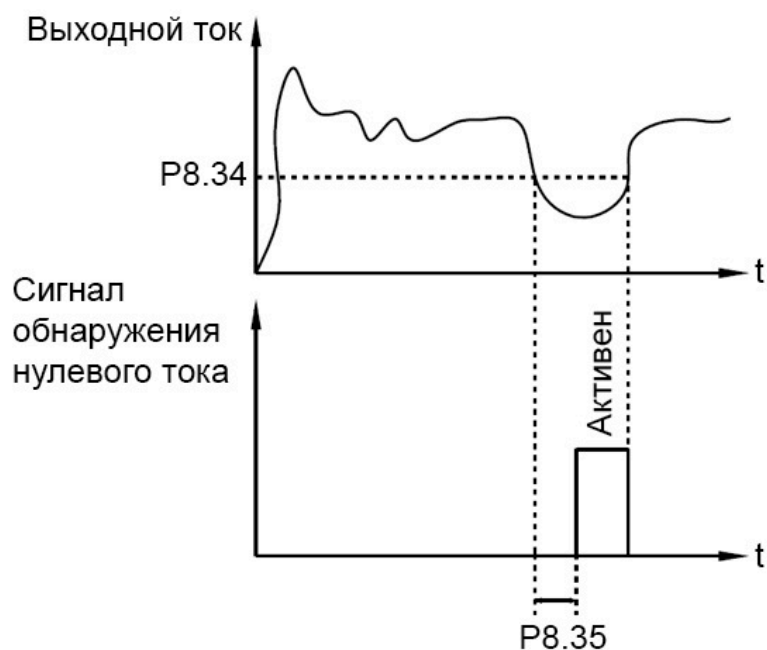 Выходной ток
P8.34
t
Сигнал
обнаружения
нулевого тока
Активен
t
P8.35